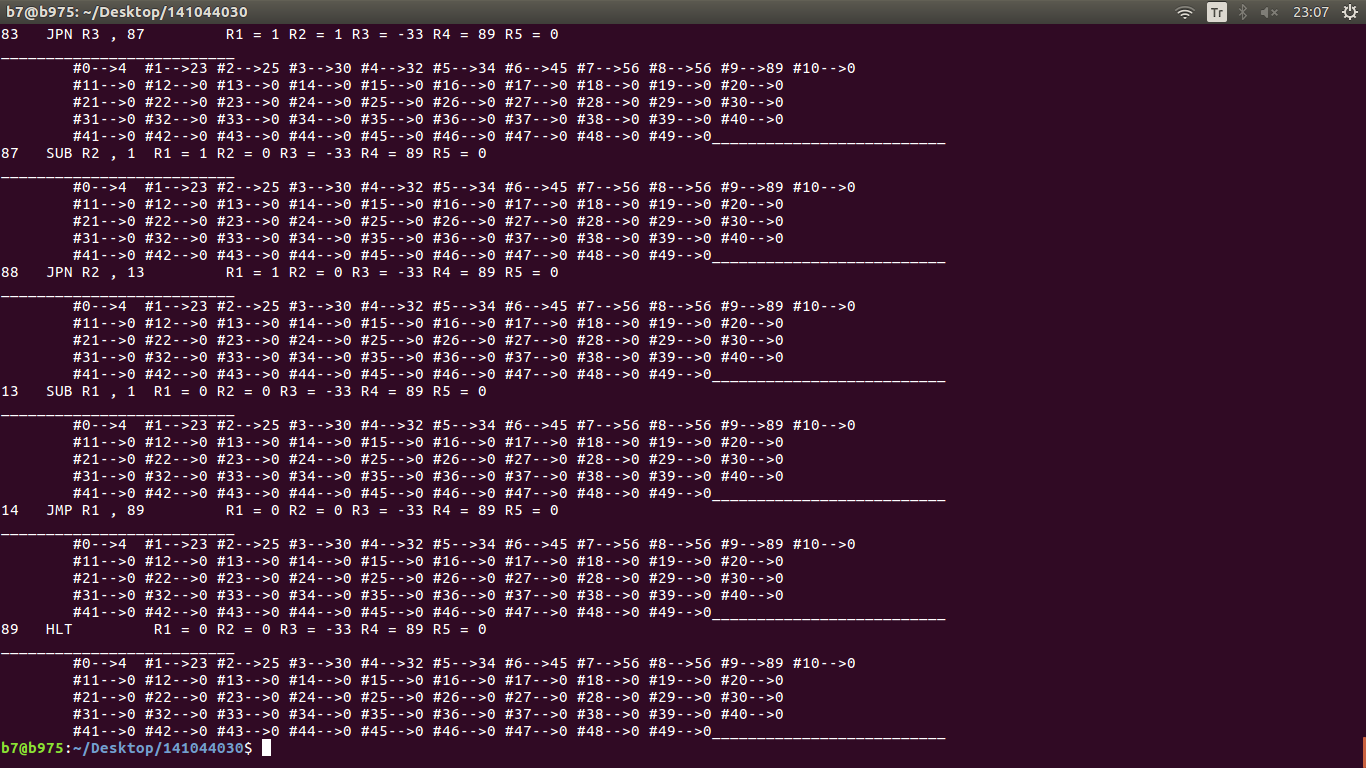 b7@b975: ~/Desktop/141044030
Tr
23:07
83   JPN R3 , 87         R1 = 1 R2 = 1 R3 = -33 R4 = 89 R5 = 0
__________________________
        #0-->4  #1-->23 #2-->25 #3-->30 #4-->32 #5-->34 #6-->45 #7-->56 #8-->56 #9-->89 #10-->0
        #11-->0 #12-->0 #13-->0 #14-->0 #15-->0 #16-->0 #17-->0 #18-->0 #19-->0 #20-->0
        #21-->0 #22-->0 #23-->0 #24-->0 #25-->0 #26-->0 #27-->0 #28-->0 #29-->0 #30-->0
        #31-->0 #32-->0 #33-->0 #34-->0 #35-->0 #36-->0 #37-->0 #38-->0 #39-->0 #40-->0
        #41-->0 #42-->0 #43-->0 #44-->0 #45-->0 #46-->0 #47-->0 #48-->0 #49-->0__________________________
87   SUB R2 , 1  R1 = 1 R2 = 0 R3 = -33 R4 = 89 R5 = 0
__________________________
        #0-->4  #1-->23 #2-->25 #3-->30 #4-->32 #5-->34 #6-->45 #7-->56 #8-->56 #9-->89 #10-->0
        #11-->0 #12-->0 #13-->0 #14-->0 #15-->0 #16-->0 #17-->0 #18-->0 #19-->0 #20-->0
        #21-->0 #22-->0 #23-->0 #24-->0 #25-->0 #26-->0 #27-->0 #28-->0 #29-->0 #30-->0
        #31-->0 #32-->0 #33-->0 #34-->0 #35-->0 #36-->0 #37-->0 #38-->0 #39-->0 #40-->0
        #41-->0 #42-->0 #43-->0 #44-->0 #45-->0 #46-->0 #47-->0 #48-->0 #49-->0__________________________
88   JPN R2 , 13         R1 = 1 R2 = 0 R3 = -33 R4 = 89 R5 = 0
__________________________
        #0-->4  #1-->23 #2-->25 #3-->30 #4-->32 #5-->34 #6-->45 #7-->56 #8-->56 #9-->89 #10-->0
        #11-->0 #12-->0 #13-->0 #14-->0 #15-->0 #16-->0 #17-->0 #18-->0 #19-->0 #20-->0
        #21-->0 #22-->0 #23-->0 #24-->0 #25-->0 #26-->0 #27-->0 #28-->0 #29-->0 #30-->0
        #31-->0 #32-->0 #33-->0 #34-->0 #35-->0 #36-->0 #37-->0 #38-->0 #39-->0 #40-->0
        #41-->0 #42-->0 #43-->0 #44-->0 #45-->0 #46-->0 #47-->0 #48-->0 #49-->0__________________________
13   SUB R1 , 1  R1 = 0 R2 = 0 R3 = -33 R4 = 89 R5 = 0
__________________________
        #0-->4  #1-->23 #2-->25 #3-->30 #4-->32 #5-->34 #6-->45 #7-->56 #8-->56 #9-->89 #10-->0
        #11-->0 #12-->0 #13-->0 #14-->0 #15-->0 #16-->0 #17-->0 #18-->0 #19-->0 #20-->0
        #21-->0 #22-->0 #23-->0 #24-->0 #25-->0 #26-->0 #27-->0 #28-->0 #29-->0 #30-->0
        #31-->0 #32-->0 #33-->0 #34-->0 #35-->0 #36-->0 #37-->0 #38-->0 #39-->0 #40-->0
        #41-->0 #42-->0 #43-->0 #44-->0 #45-->0 #46-->0 #47-->0 #48-->0 #49-->0__________________________
14   JMP R1 , 89         R1 = 0 R2 = 0 R3 = -33 R4 = 89 R5 = 0
__________________________
        #0-->4  #1-->23 #2-->25 #3-->30 #4-->32 #5-->34 #6-->45 #7-->56 #8-->56 #9-->89 #10-->0
        #11-->0 #12-->0 #13-->0 #14-->0 #15-->0 #16-->0 #17-->0 #18-->0 #19-->0 #20-->0
        #21-->0 #22-->0 #23-->0 #24-->0 #25-->0 #26-->0 #27-->0 #28-->0 #29-->0 #30-->0
        #31-->0 #32-->0 #33-->0 #34-->0 #35-->0 #36-->0 #37-->0 #38-->0 #39-->0 #40-->0
        #41-->0 #42-->0 #43-->0 #44-->0 #45-->0 #46-->0 #47-->0 #48-->0 #49-->0__________________________
89   HLT         R1 = 0 R2 = 0 R3 = -33 R4 = 89 R5 = 0
__________________________
        #0-->4  #1-->23 #2-->25 #3-->30 #4-->32 #5-->34 #6-->45 #7-->56 #8-->56 #9-->89 #10-->0
        #11-->0 #12-->0 #13-->0 #14-->0 #15-->0 #16-->0 #17-->0 #18-->0 #19-->0 #20-->0
        #21-->0 #22-->0 #23-->0 #24-->0 #25-->0 #26-->0 #27-->0 #28-->0 #29-->0 #30-->0
        #31-->0 #32-->0 #33-->0 #34-->0 #35-->0 #36-->0 #37-->0 #38-->0 #39-->0 #40-->0
        #41-->0 #42-->0 #43-->0 #44-->0 #45-->0 #46-->0 #47-->0 #48-->0 #49-->0__________________________
b7@b975:~/Desktop/141044030$